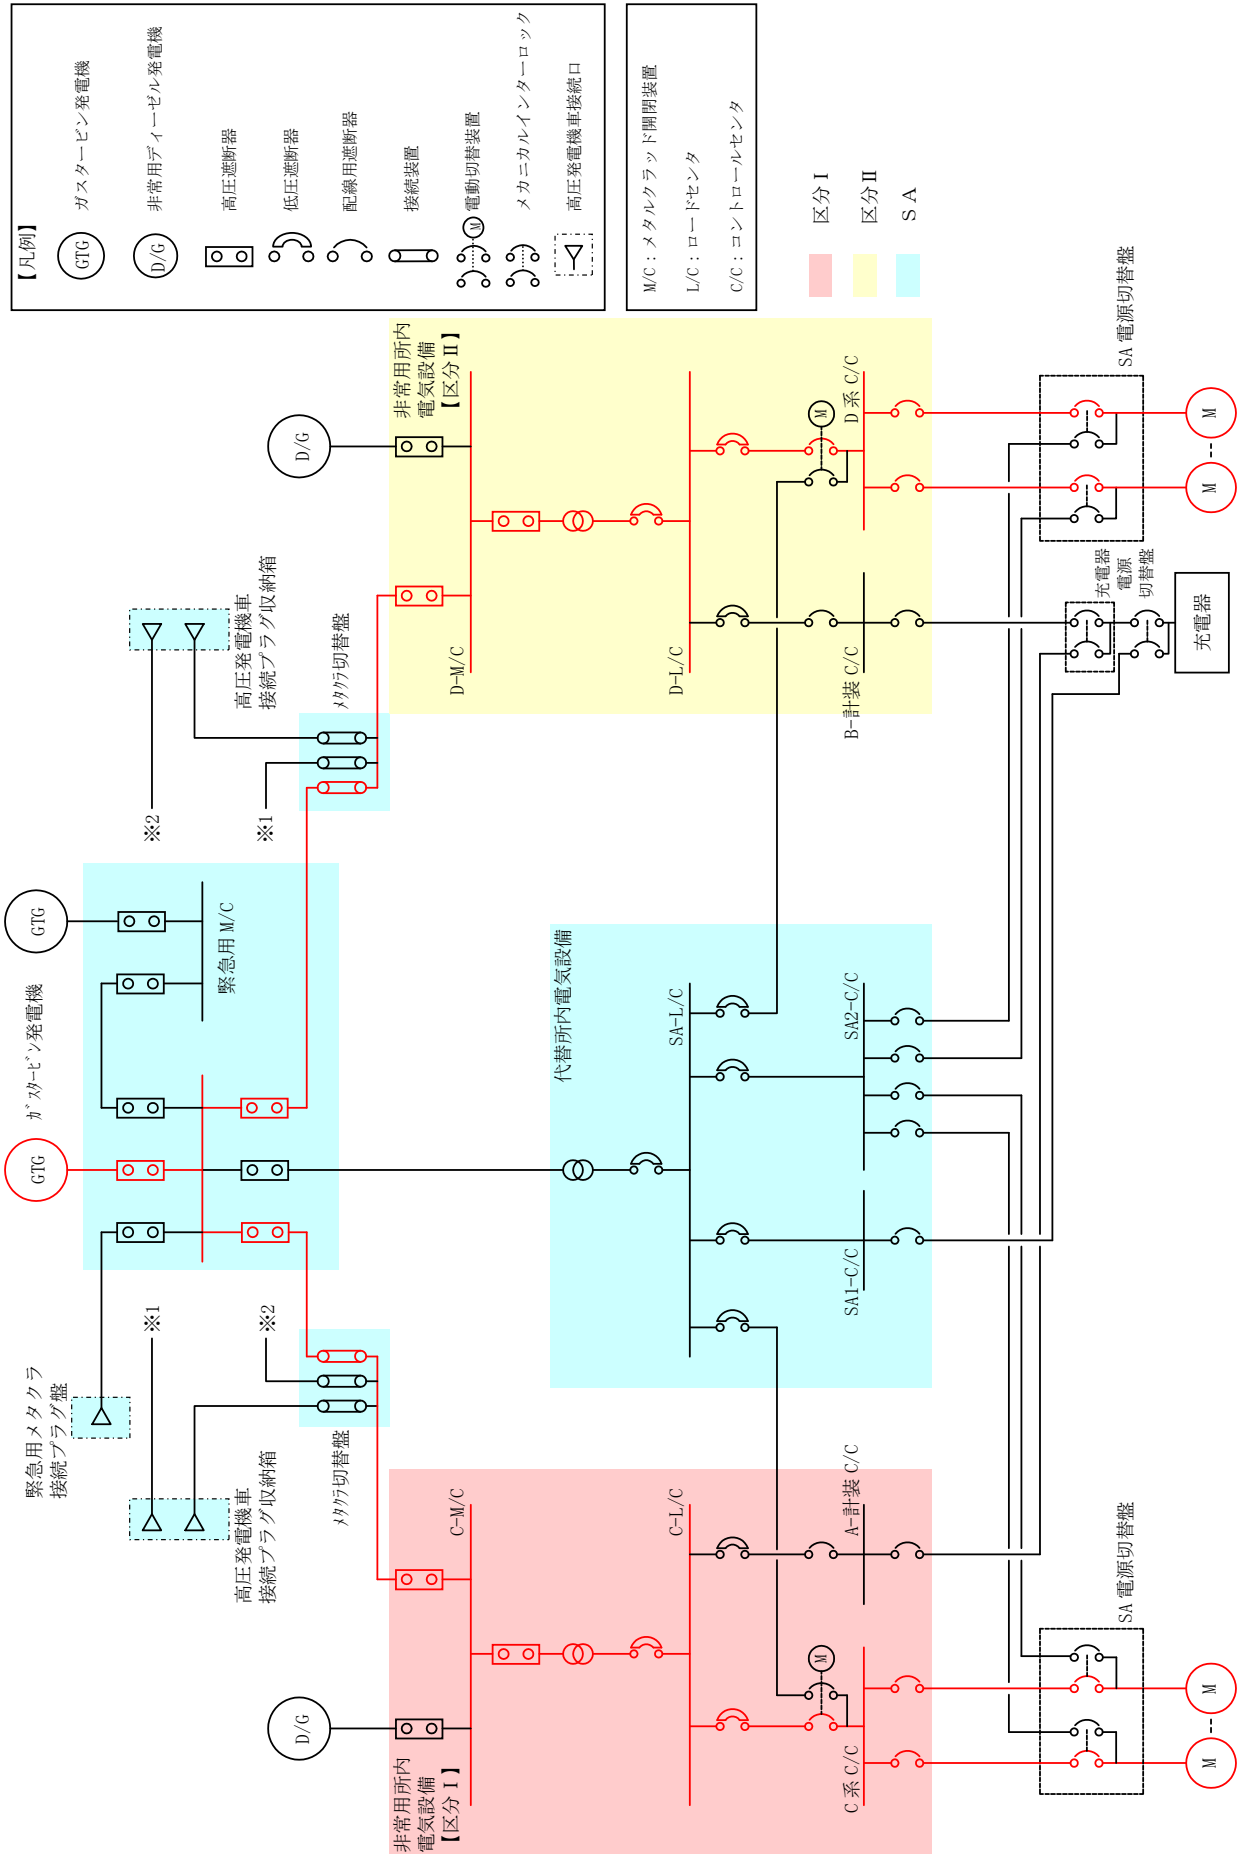 【凡例】
GTG
ガスタービン発電機
D/G
非常用ディーゼル発電機
高圧遮断器
低圧遮断器
配線用遮断器
接続装置
M
電動切替装置
メカニカルインターロック
高圧発電機車接続口
M/C：メタルクラッド開閉装置
L/C：ロードセンタ
C/C：コントロールセンタ
区分Ⅰ
区分Ⅱ
ＳＡ
緊急用メタクラ
接続プラグ盤
GTG
ｶﾞｽﾀｰﾋﾞﾝ発電機
GTG
緊急用 M/C
※1
※2
高圧発電機車
接続プラグ収納箱
ﾒﾀｸﾗ切替盤
※2
※1
高圧発電機車
接続プラグ収納箱
ﾒﾀｸﾗ切替盤
D/G
D/G
非常用所内
電気設備
【区分Ⅰ】
C-M/C
C-L/C
M
C 系 C/C
A-計装 C/C
代替所内電気設備
SA-L/C
SA1-C/C
SA2-C/C
非常用所内
電気設備
【区分Ⅱ】
D-M/C
D-L/C
M
B-計装 C/C
D 系 C/C
SA 電源切替盤
M
M
充電器
電源
切替盤
充電器
SA 電源切替盤
M
M